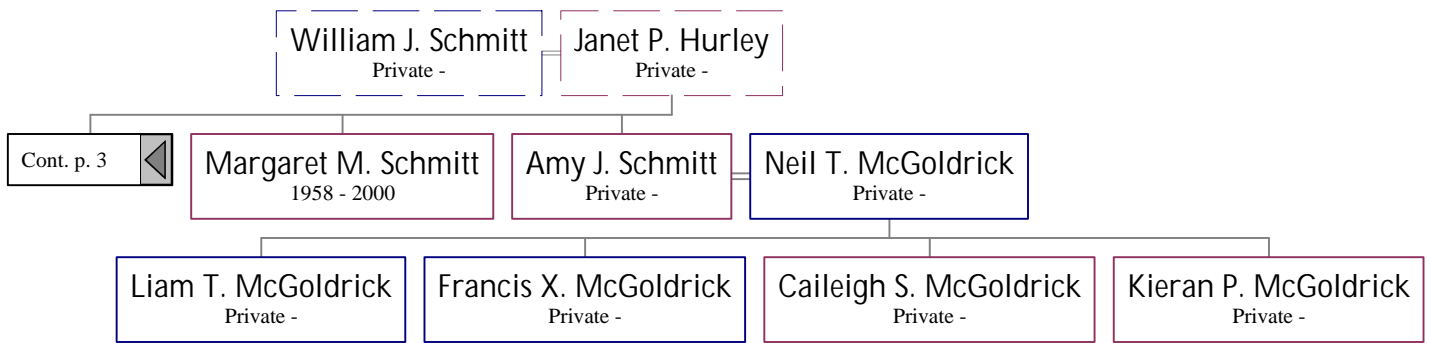 William J. Schmitt
Private -
Janet P. Hurley
Private -
Cont. p. 3
Margaret M. Schmitt
1958 - 2000
Amy J. Schmitt
Private -
Neil T. McGoldrick
Private -
Liam T. McGoldrick
Private -
Francis X. McGoldrick
Private -
Caileigh S. McGoldrick
Private -
Kieran P. McGoldrick
Private -